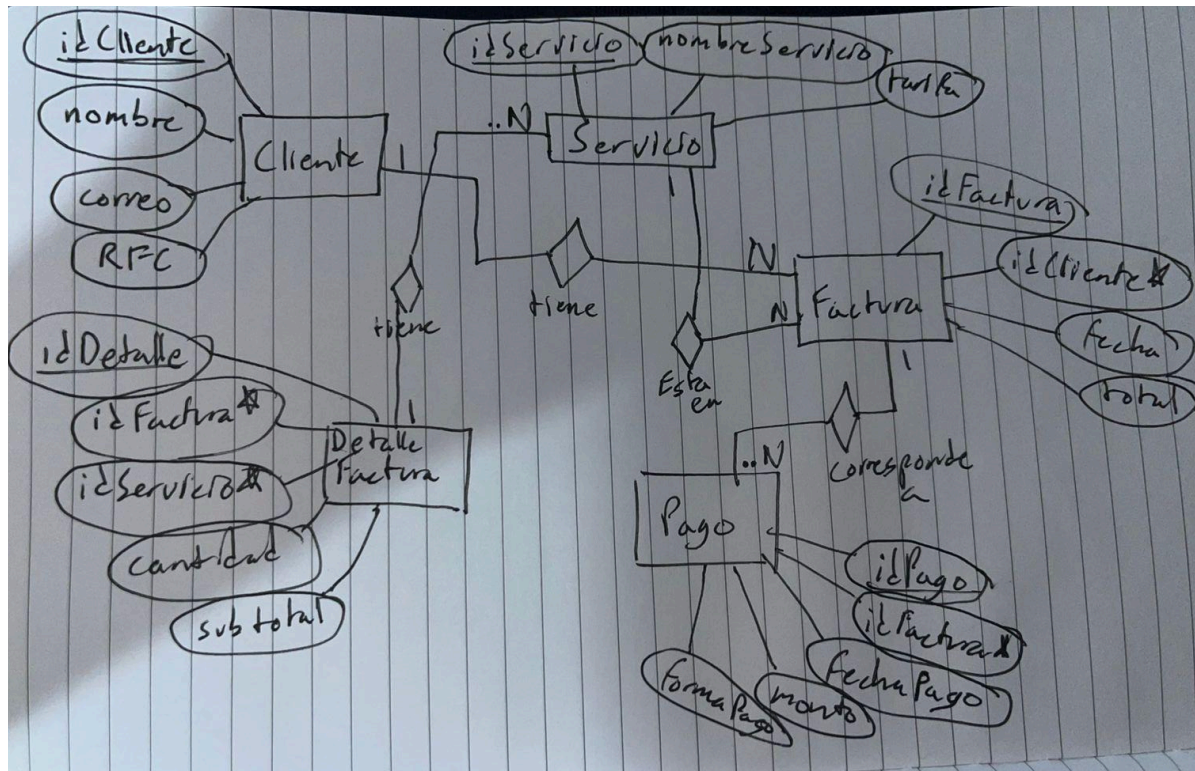 idCliente
nombre
correo
RFC
Cliente
1
idServicio
nombreServicio
tarifa
..N
Servicio
1
tiene
tiene
N
N
Esta
en
idFactura
idCliente*
fecha
total
Factura
1
corresponde
a
idDetalle
idFactura*
idServicio*
cantidad
subtotal
1
Detalle
Factura
..N
Pago
idPago
idFactura*
fechaPago
monto
formaPago